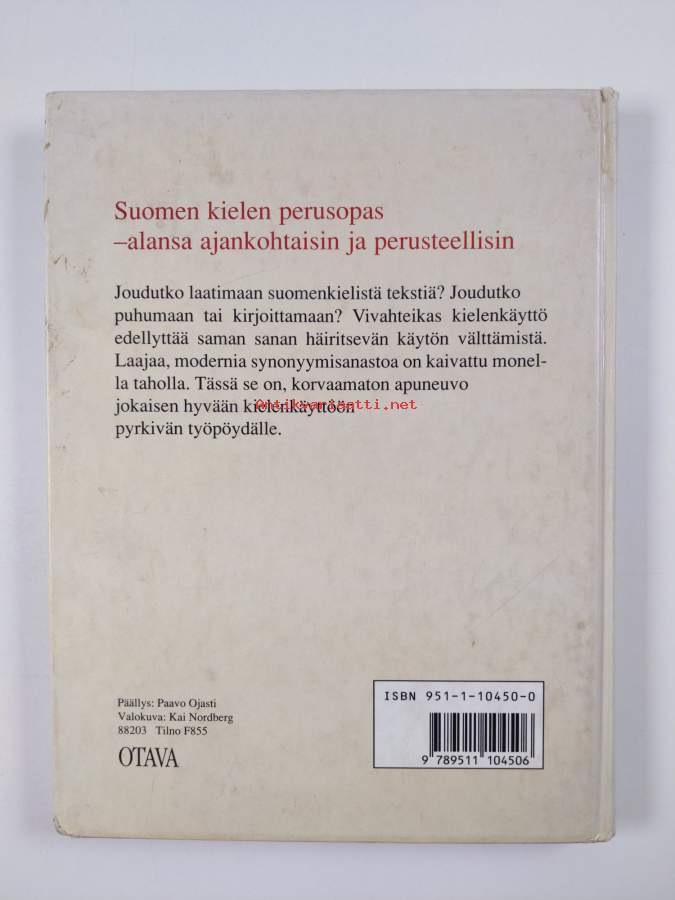 Suomen kielen perusopas
–alansa ajankohtaisin ja perusteellisin
Joudutko laatimaan suomenkielistä tekstiä? Joudutko
puhumaan tai kirjoittamaan? Vivahteikas kielenkäyttö
edellyttää saman sanan häiritsevän käytön välttämistä.
Laajaa, modernia synonyymisanastoa on kaivattu monel-
la taholla. Tässä se on, korvaamaton apuneuvo
jokaisen hyvään kielenkäyttöön
Antikvariaatti.net
pyrkivän työpöydälle.
Päällys: Paavo Ojasti
Valokuva: Kai Nordberg
88203 Tilno F855
OTAVA
ISBN 951-1-10450-0
9 789511 104506